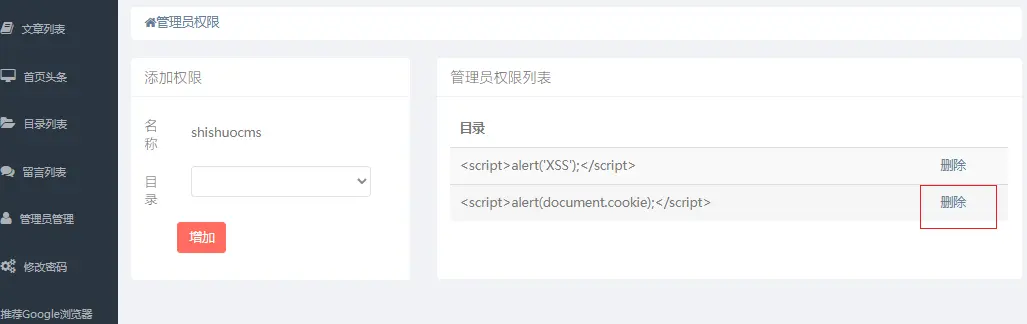 文章列表
首页头条
目录列表
留言列表
管理员管理
修改密码
推荐Google浏览器
管理员权限
添加权限
名称
shishuocms
目录
增加
管理员权限列表
目录
<script>alert('XSS');</script> 删除
<script>alert(document.cookie);</script> 删除